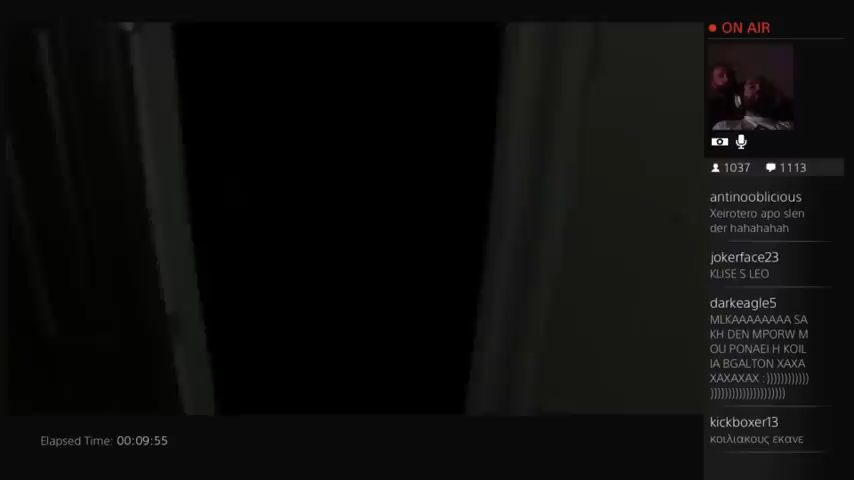 ON AIR
1037 1113
antinooblicious
Xeirotero apo slen
der hahahahah
jokerface23
KLISE S LEO
darkeagle5
MLKAAAAAAAA SA
KH DEN MPORW M
OU PONAEI H KOIL
IA BGALTON XAXA
XAXAXAX :))))))))))))
)))))))))))))))))))))
kickboxer13
κοιλιακους εκανε
Elapsed Time: 00:09:55